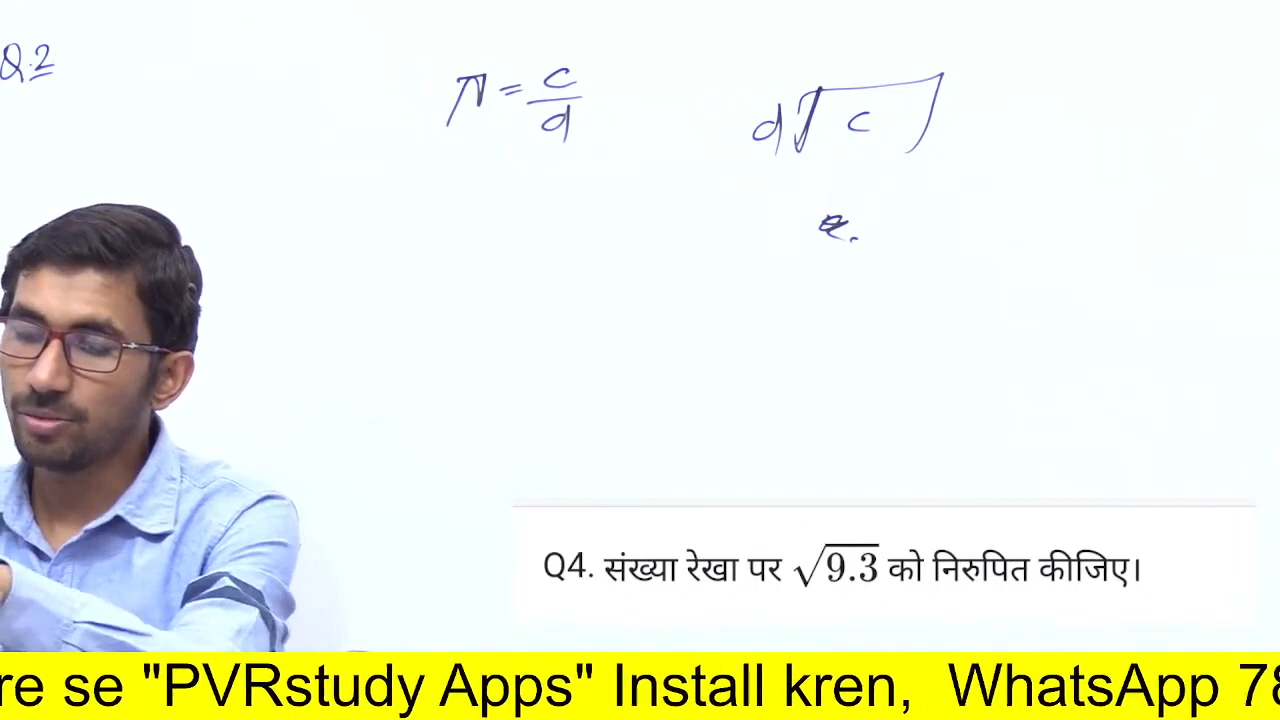 Q.2
π = c/d
d√ c
Q4. संख्या रेखा पर √9.3 को निरुपित कीजिए।
re se "PVRstudy Apps" Install kren, WhatsApp 78